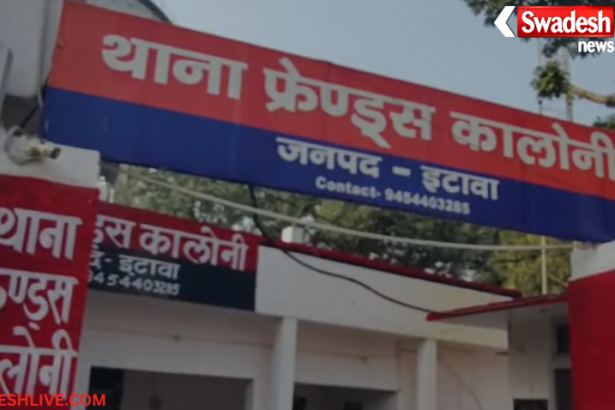 Swadesh
news
थाना फ्रेण्ड्स कालोनी
जनपद - इटावा
Contact- 9454403285
थाना
कालोनी
ड्स कालोनी
- इटावा
9454403285
ESHLIVE.COM